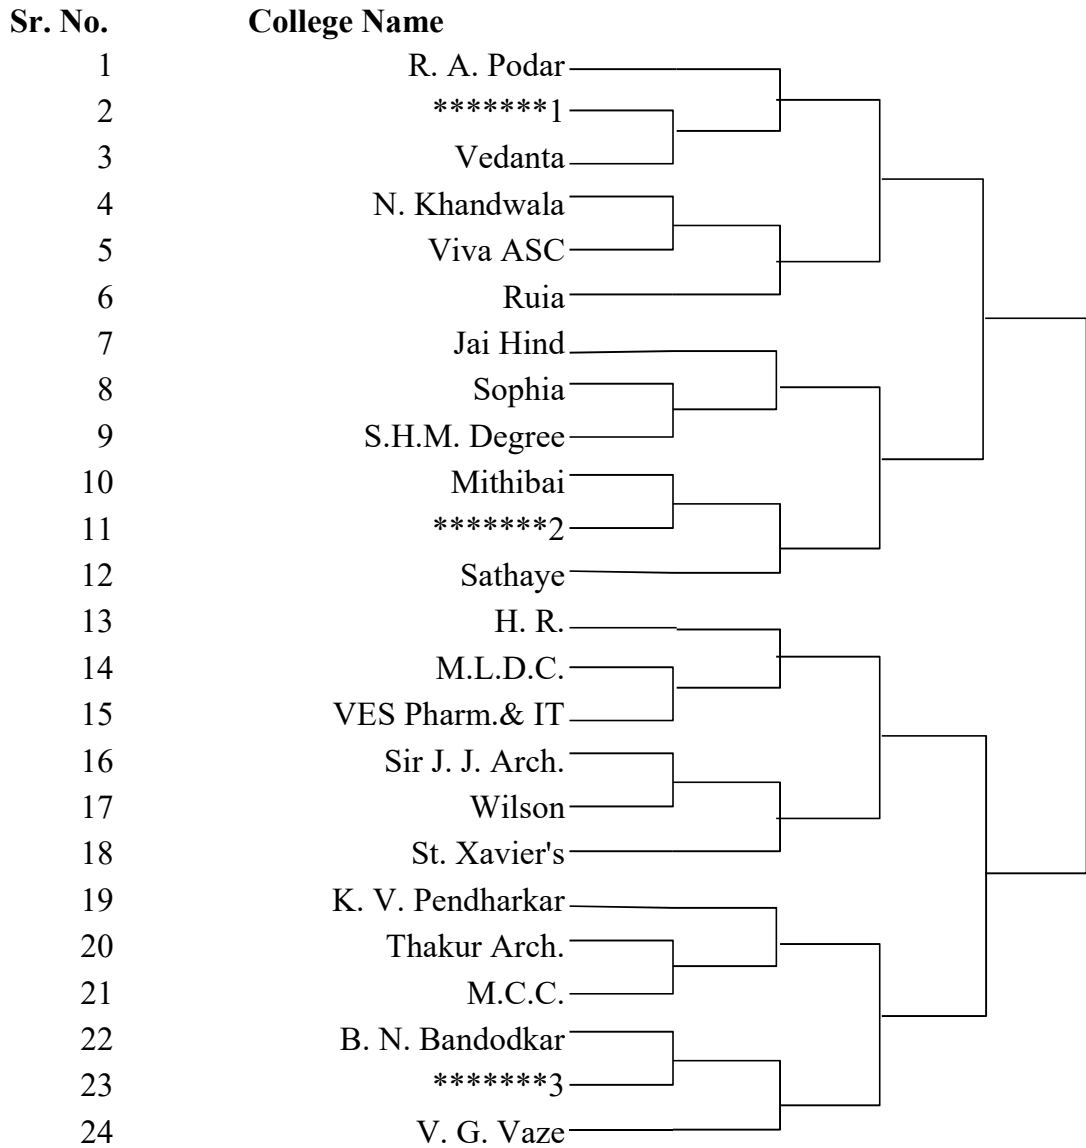 Sr. No. College Name
1 R. A. Podar
2 *******1
3 Vedanta
4 N. Khandwala
5 Viva ASC
6 Ruia
7 Jai Hind
8 Sophia
9 S.H.M. Degree
10 Mithibai
11 *******2
12 Sathaye
13 H. R.
14 M.L.D.C.
15 VES Pharm.& IT
16 Sir J. J. Arch.
17 Wilson
18 St. Xavier's
19 K. V. Pendharkar
20 Thakur Arch.
21 M.C.C.
22 B. N. Bandodkar
23 *******3
24 V. G. Vaze